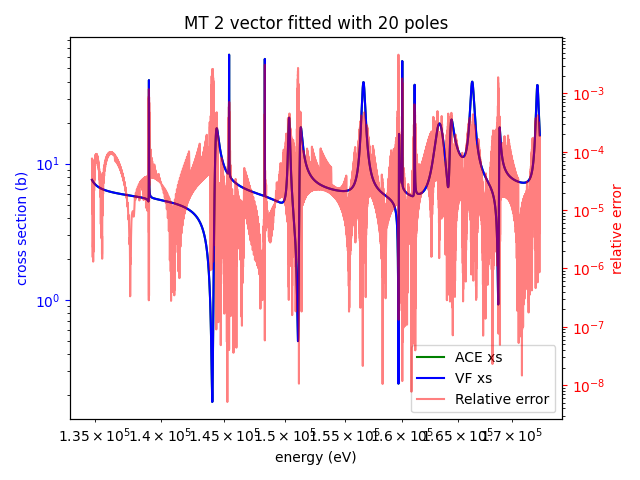 MT 2 vector fitted with 20 poles
cross section (b)
10¹
10⁰
10⁻³
10⁻⁴
10⁻⁵
10⁻⁶
10⁻⁷
10⁻⁸
relative error
ACE xs
VF xs
Relative error
1.35 × 10⁵ 1.4 × 10⁵ 1.45 × 10⁵ 1.5 × 10⁵ 1.55 × 10⁵ 1.6 × 10⁵ 1.65 × 10⁵ 1.7 × 10⁵
energy (eV)